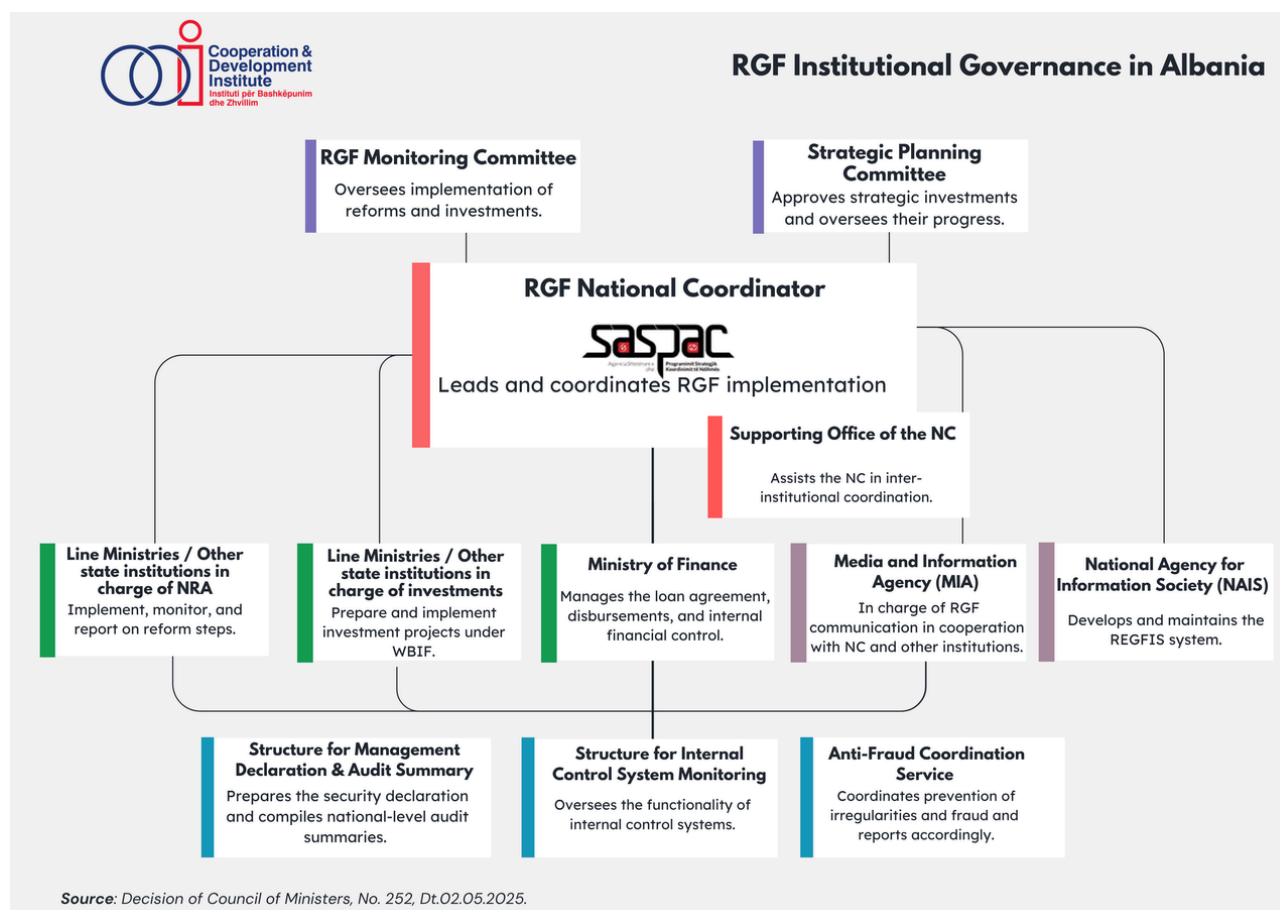 Cooperation &
Development
Institute
Instituti për Bashkëpunim
dhe Zhvillim
RGF Institutional Governance in Albania
RGF Monitoring Committee
Oversees implementation of
reforms and investments.
Strategic Planning
Committee
Approves strategic investments
and oversees their progress.
RGF National Coordinator
saspac
Programimit Strategjik
Koordinimit të Ndihmës
dhe
Leads and coordinates RGF implementation
Supporting Office of the NC
Assists the NC in inter-
institutional coordination.
Line Ministries / Other
state institutions in
charge of NRA
Implement, monitor, and
report on reform steps.
Line Ministries / Other
state institutions in
charge of investments
Prepare and implement
investment projects under
WBIF.
Ministry of Finance
Manages the loan agreement,
disbursements, and internal
financial control.
Media and Information
Agency (MIA)
In charge of RGF
communication in cooperation
with NC and other institutions.
National Agency for
Information Society (NAIS)
Develops and maintains the
REGFIS system.
Structure for Management
Declaration & Audit Summary
Prepares the security declaration
and compiles national-level audit
summaries.
Structure for Internal
Control System Monitoring
Oversees the functionality of
internal control systems.
Anti-Fraud Coordination
Service
Coordinates prevention of
irregularities and fraud and
reports accordingly.
Source: Decision of Council of Ministers, No. 252, Dt.02.05.2025.